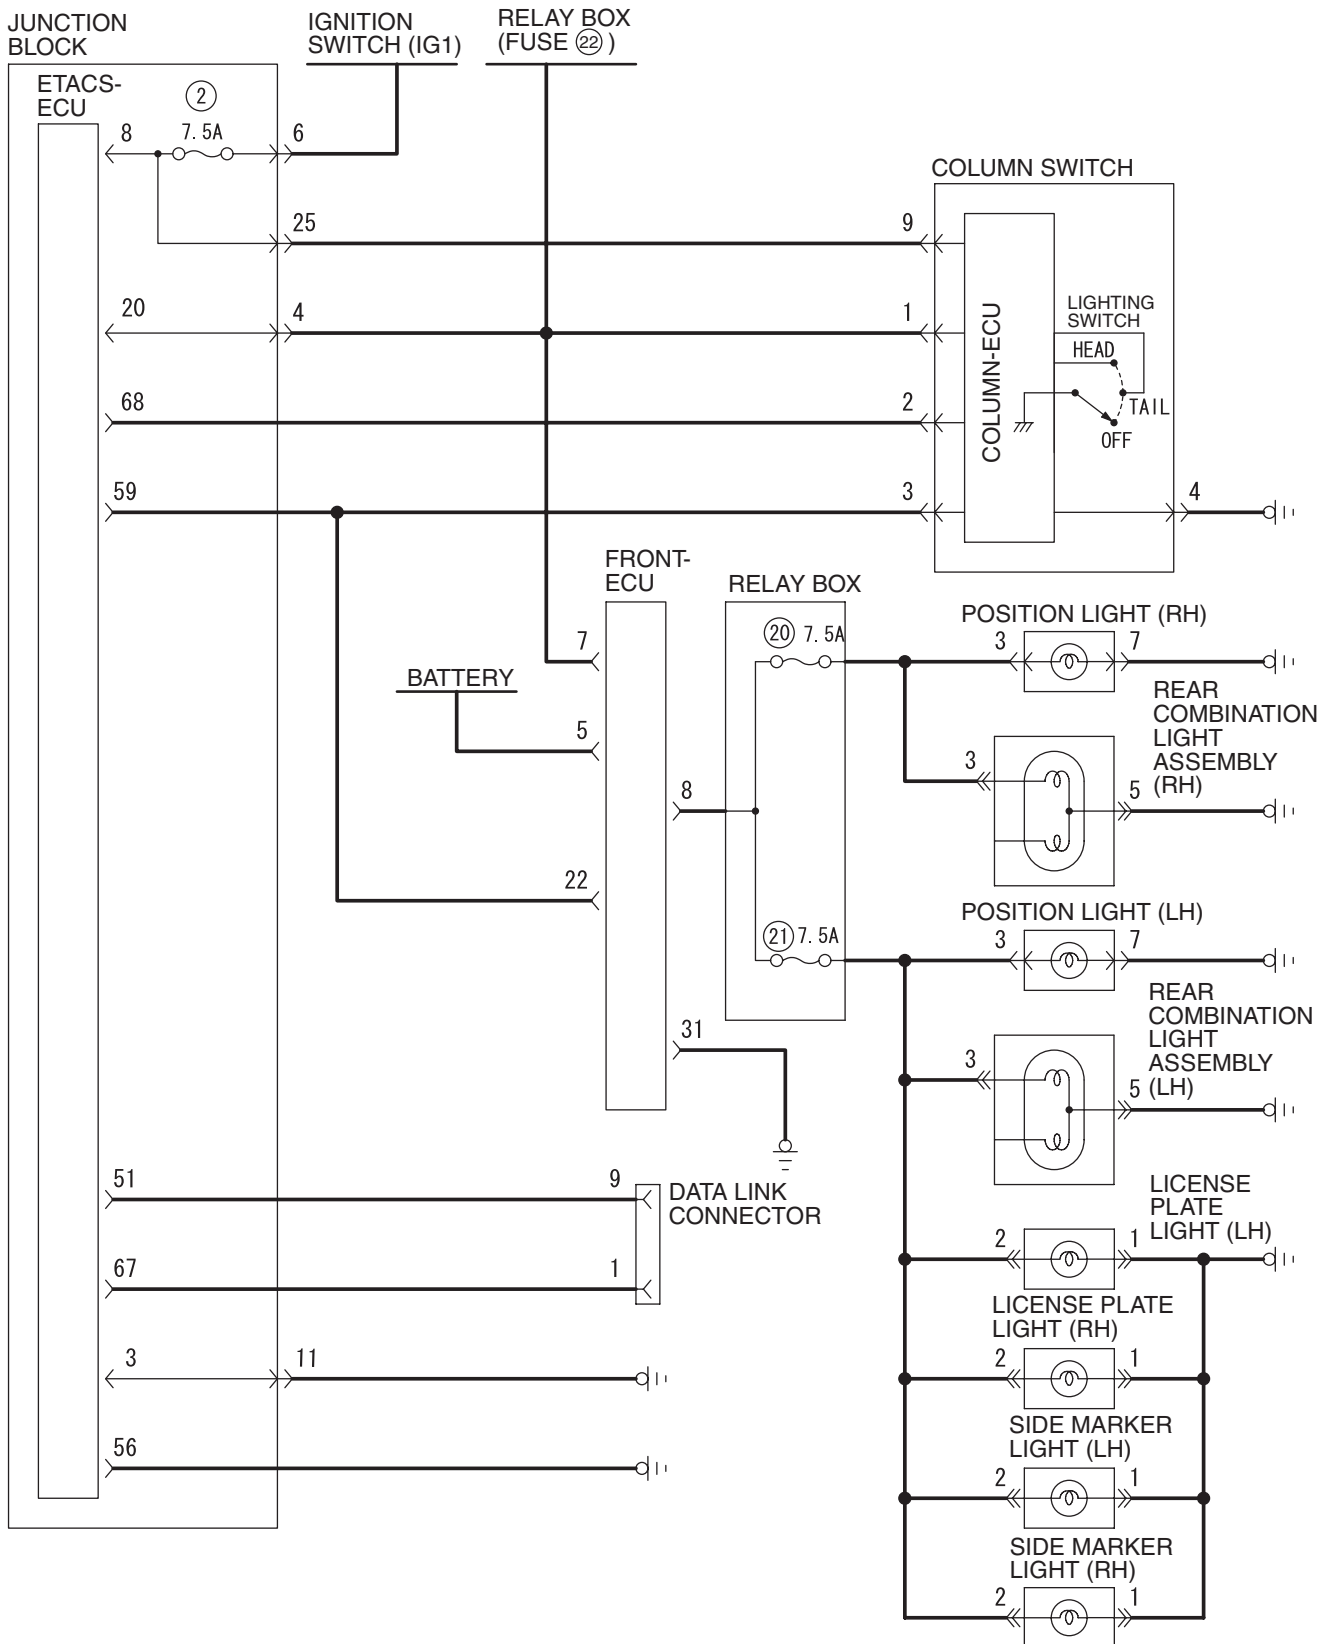 JUNCTION
BLOCK
IGNITION
SWITCH (IG1)
RELAY BOX
(FUSE 22)
ETACS-
ECU
2
7.5A
8
6
COLUMN SWITCH
25
9
20
4
1
LIGHTING
SWITCH
HEAD
TAIL
OFF
COLUMN-ECU
68
2
59
3
4
FRONT-
ECU
RELAY BOX
POSITION LIGHT (RH)
20 7.5A
3
7
7
BATTERY
REAR
COMBINATION
LIGHT
ASSEMBLY
(RH)
5
3
5
8
22
POSITION LIGHT (LH)
21 7.5A
3
7
REAR
COMBINATION
LIGHT
ASSEMBLY
(LH)
31
3
5
51
9
DATA LINK
CONNECTOR
LICENSE
PLATE
LIGHT (LH)
2
1
67
1
LICENSE PLATE
LIGHT (RH)
3
11
2
1
SIDE MARKER
LIGHT (LH)
56
2
1
SIDE MARKER
LIGHT (RH)
2
1